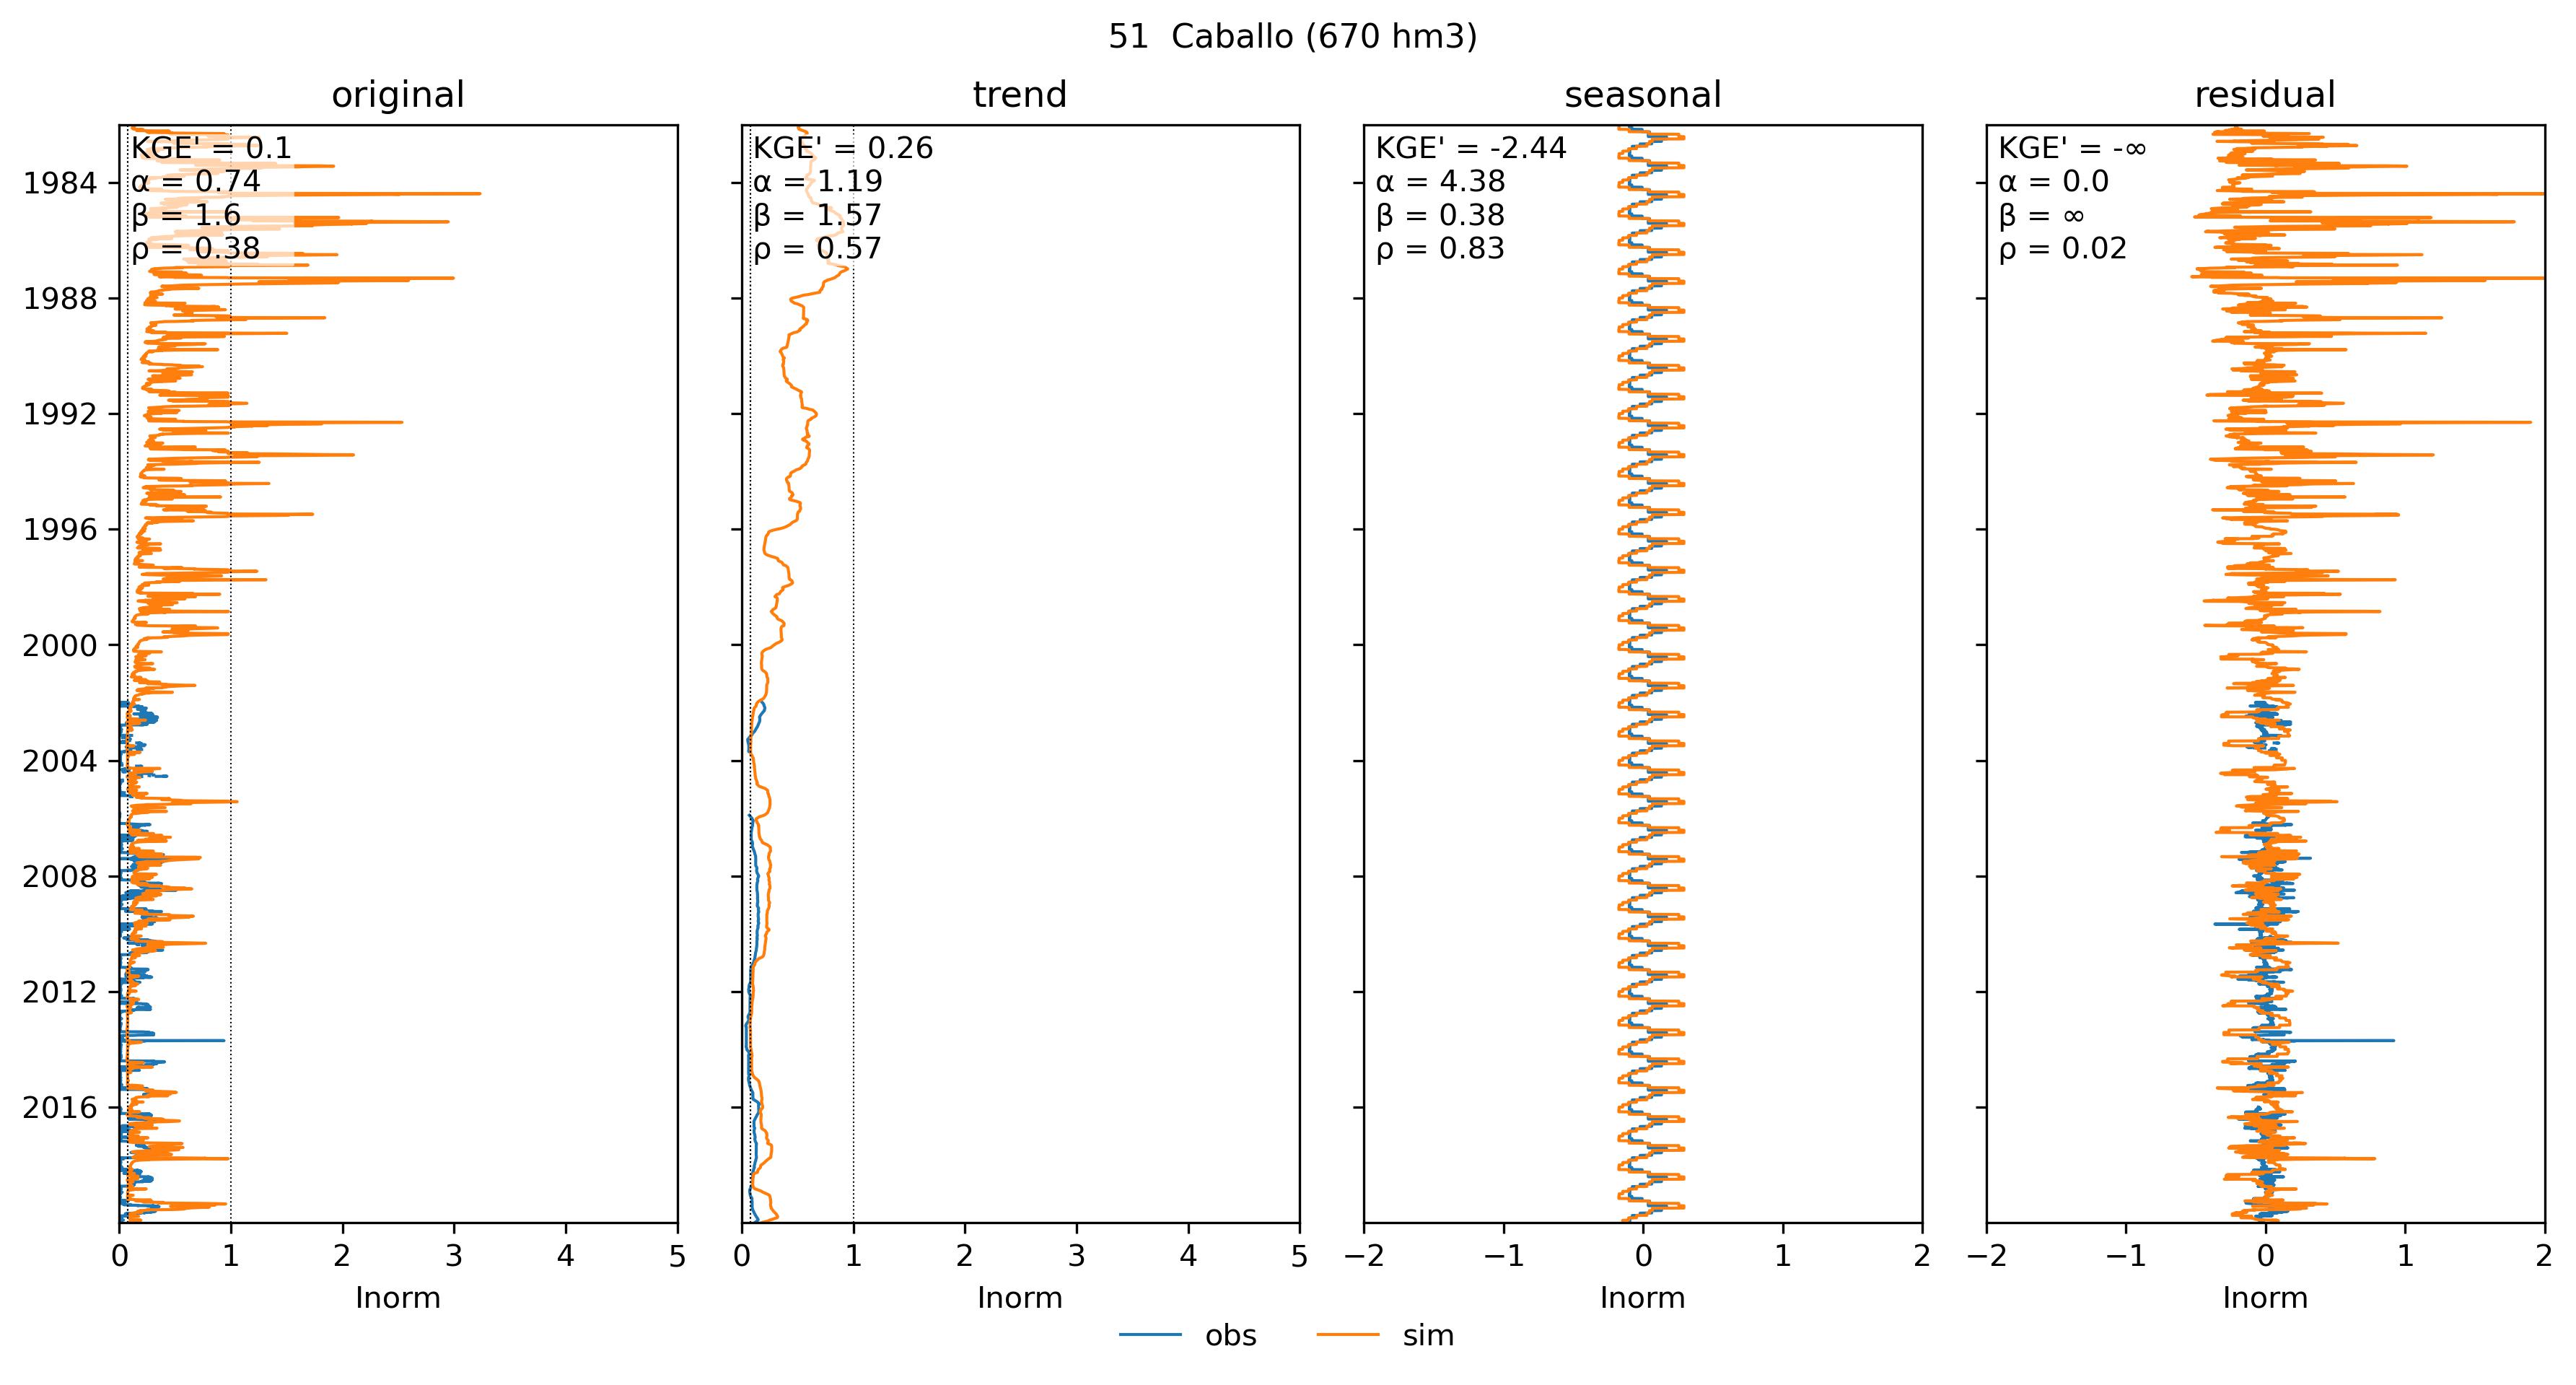 51  Caballo (670 hm3)
original
trend
seasonal
residual
KGE' = 0.1
α = 0.74
β = 1.6
ρ = 0.38
KGE' = 0.26
α = 1.19
β = 1.57
ρ = 0.57
KGE' = -2.44
α = 4.38
β = 0.38
ρ = 0.83
KGE' = -∞
α = 0.0
β = ∞
ρ = 0.02
1984
1988
1992
1996
2000
2004
2008
2012
2016
0 1 2 3 4 5
0 1 2 3 4 5
−2 −1 0 1 2
−2 −1 0 1 2
Inorm
Inorm
Inorm
Inorm
obs
sim